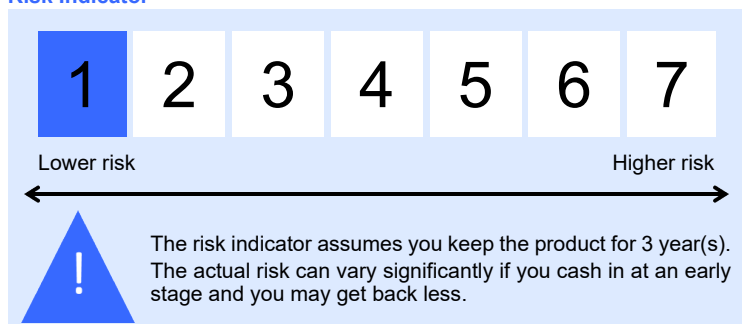 Risk Indicator
1 2 3 4 5 6 7
Lower risk Higher risk
!
The risk indicator assumes you keep the product for 3 year(s).
The actual risk can vary significantly if you cash in at an early
stage and you may get back less.